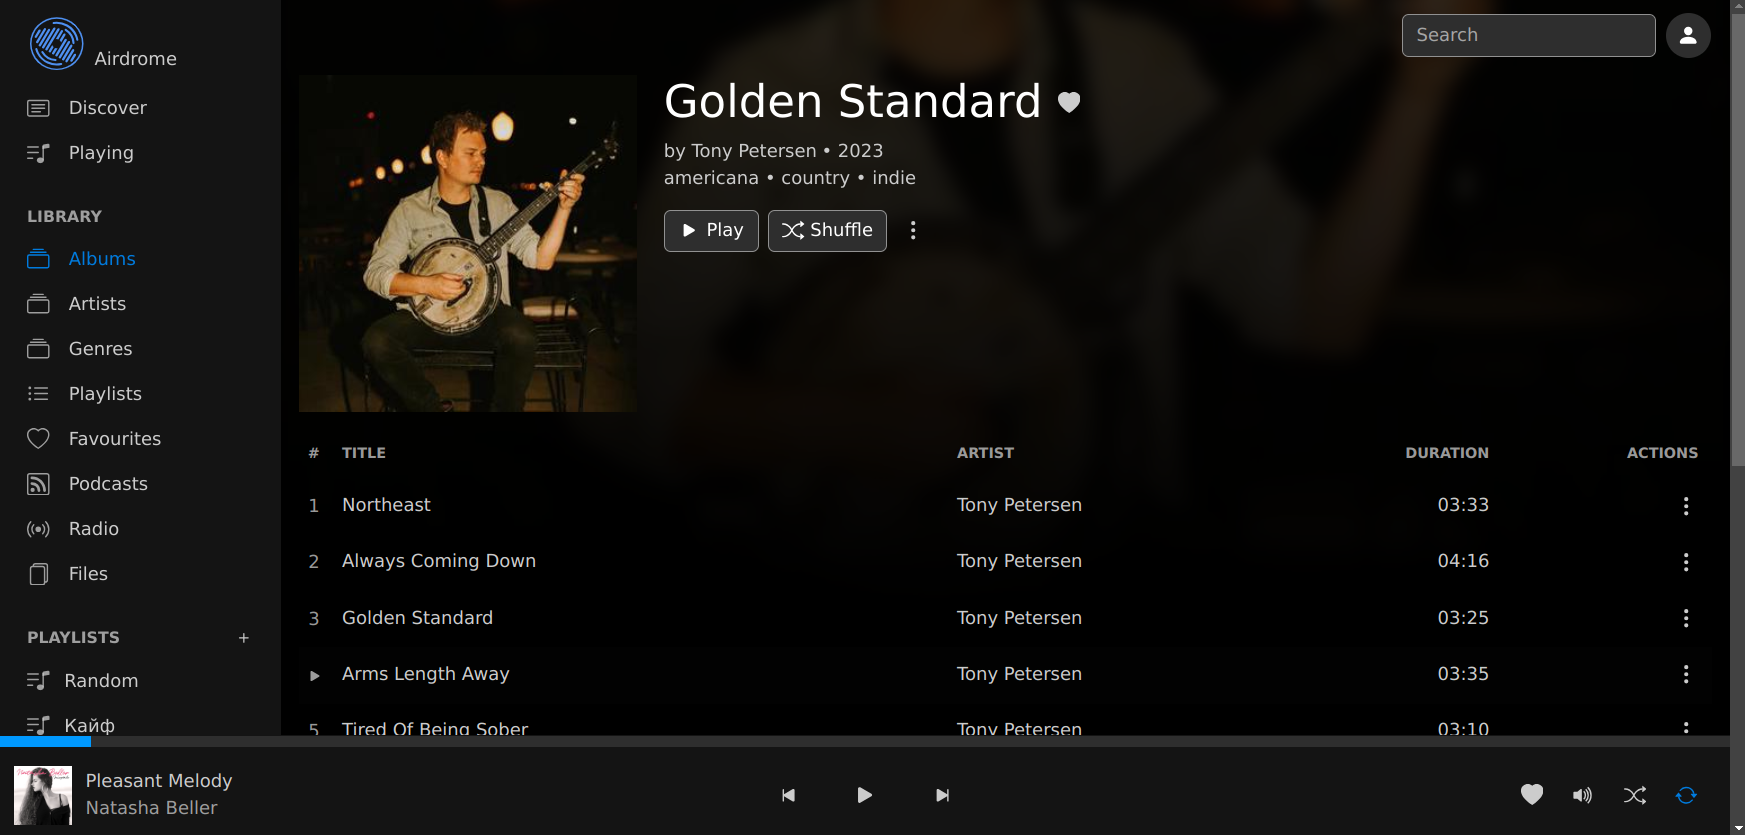 Airdrome
Discover
Playing
LIBRARY
Albums
Artists
Genres
Playlists
Favourites
Podcasts
Radio
Files
PLAYLISTS +
Random
Кайф
Search
Golden Standard
by Tony Petersen • 2023
americana • country • indie
Play Shuffle
# TITLE ARTIST DURATION ACTIONS
1 Northeast Tony Petersen 03:33
2 Always Coming Down Tony Petersen 04:16
3 Golden Standard Tony Petersen 03:25
Arms Length Away Tony Petersen 03:35
5 Tired Of Being Sober Tony Petersen 03:10
Pleasant Melody
Natasha Beller